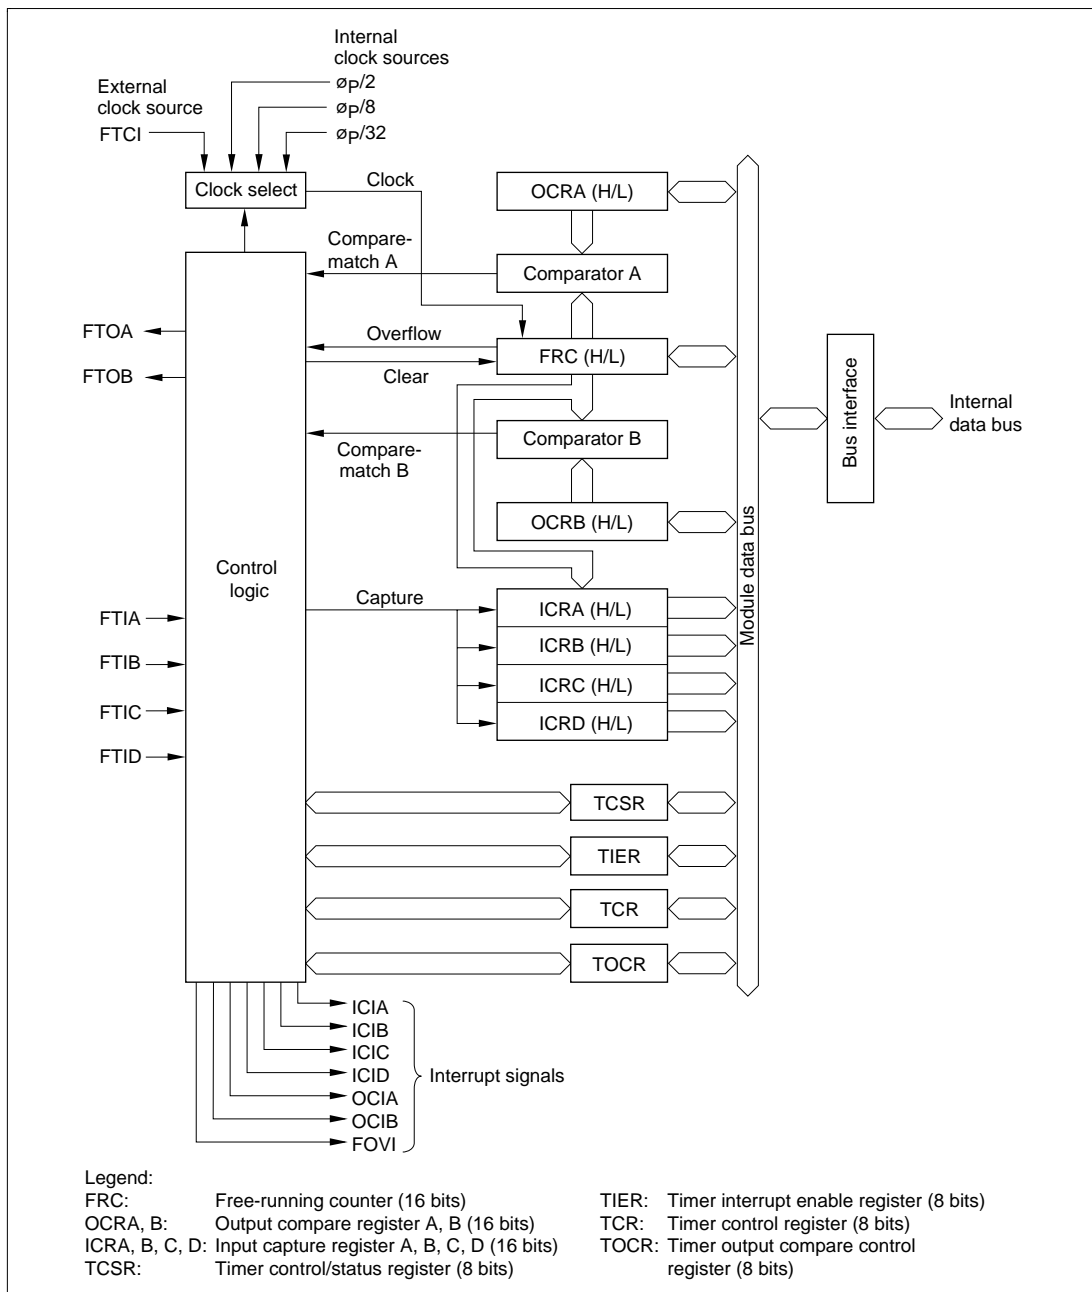 Internal
clock sources
External
clock source
øP/2
øP/8
FTCI
øP/32
Clock select
Clock
OCRA (H/L)
Compare-
match A
Comparator A
FTOA
Overflow
FRC (H/L)
FTOB
Clear
Compare-
match B
Comparator B
Bus interface
Internal
data bus
OCRB (H/L)
Module data bus
Control
logic
Capture
FTIA
ICRA (H/L)
FTIB
ICRB (H/L)
FTIC
ICRC (H/L)
FTID
ICRD (H/L)
TCSR
TIER
TCR
TOCR
ICIA
ICIB
ICIC
ICID
OCIA
OCIB
FOVI
Interrupt signals
Legend:
FRC: Free-running counter (16 bits)
OCRA, B: Output compare register A, B (16 bits)
ICRA, B, C, D: Input capture register A, B, C, D (16 bits)
TCSR: Timer control/status register (8 bits)
TIER: Timer interrupt enable register (8 bits)
TCR: Timer control register (8 bits)
TOCR: Timer output compare control
register (8 bits)